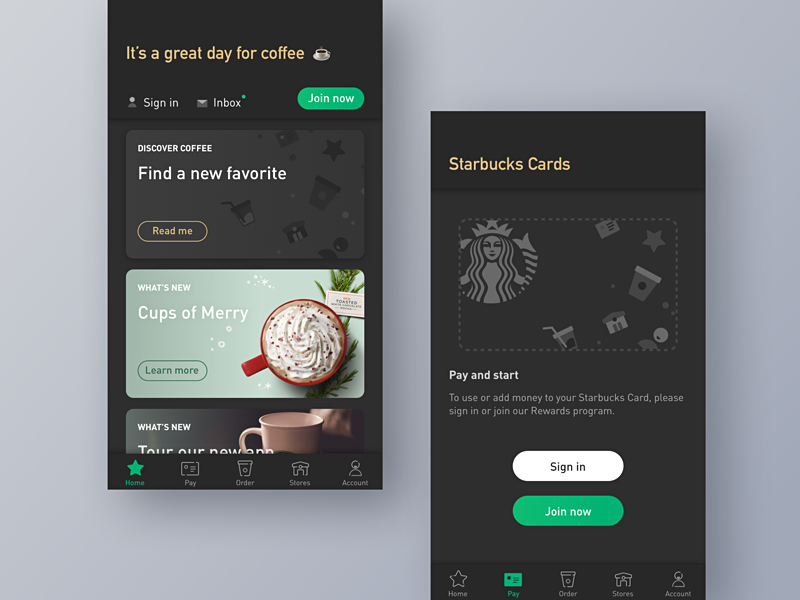 It's a great day for coffee
Sign in
Inbox
Join now
DISCOVER COFFEE
Find a new favorite
Read me
WHAT'S NEW
Cups of Merry
Learn more
TOASTED
WHAT'S NEW
Tour our new app
Home
Pay
Order
Stores
Account
Starbucks Cards
Pay and start
To use or add money to your Starbucks Card, please
sign in or join our Rewards program.
Sign in
Join now
Home
Pay
Order
Stores
Account